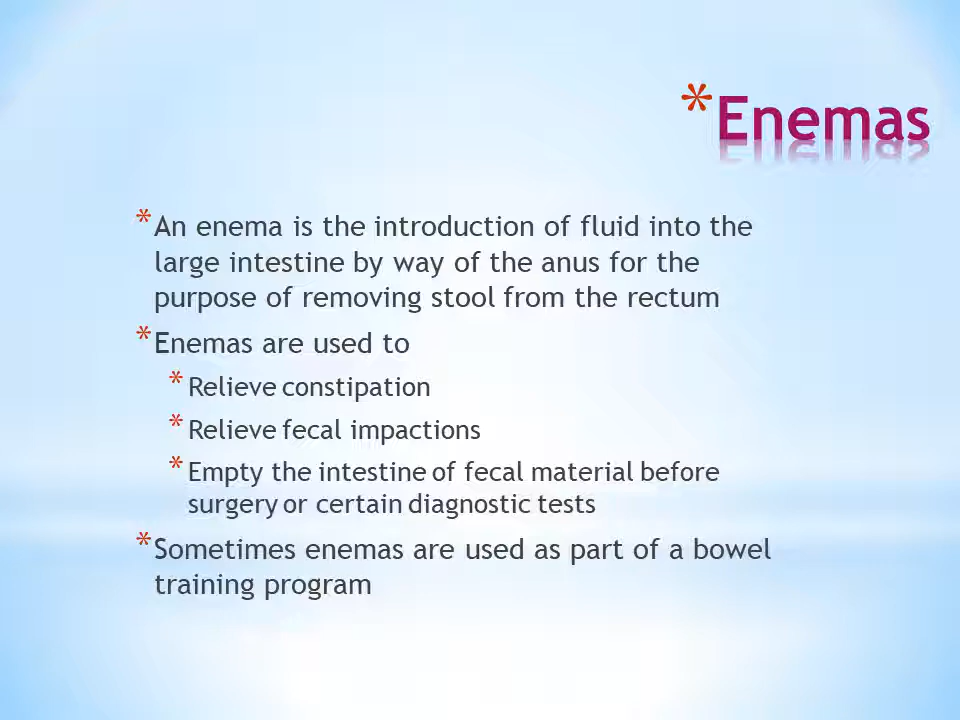 *Enemas
*An enema is the introduction of fluid into the
large intestine by way of the anus for the
purpose of removing stool from the rectum
*Enemas are used to
*Relieve constipation
*Relieve fecal impactions
*Empty the intestine of fecal material before
surgery or certain diagnostic tests
*Sometimes enemas are used as part of a bowel
training program